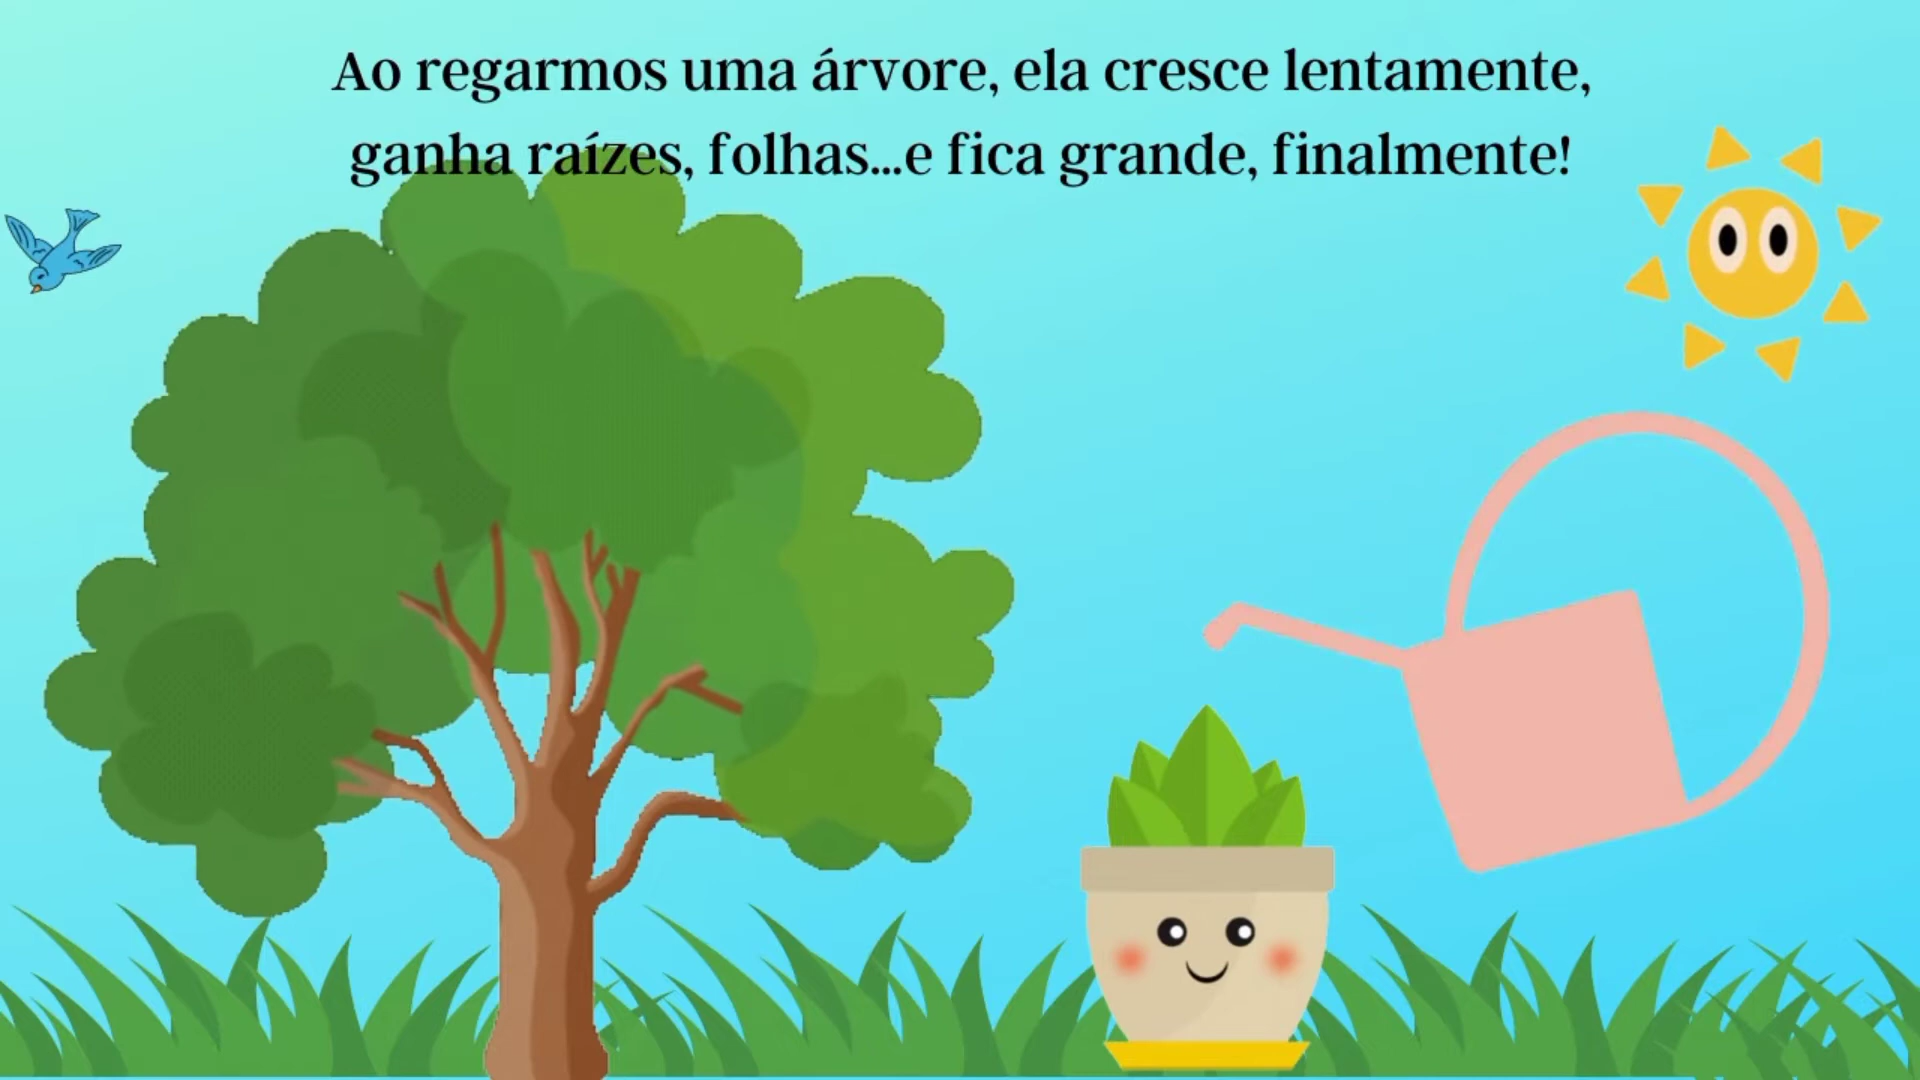 Ao regarmos uma árvore, ela cresce lentamente,
ganha raízes, folhas...e fica grande, finalmente!